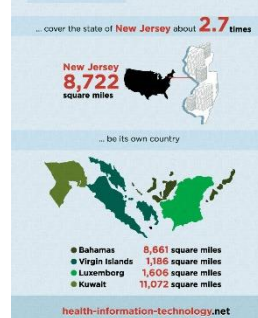 ... cover the state of New Jersey about 2.7 times
New Jersey
8,722
square miles
... be its own country
Bahamas 8,661 square miles
Virgin Islands 1,186 square miles
Luxemborg 1,606 square miles
Kuwait 11,072 square miles
health-information-technology.net